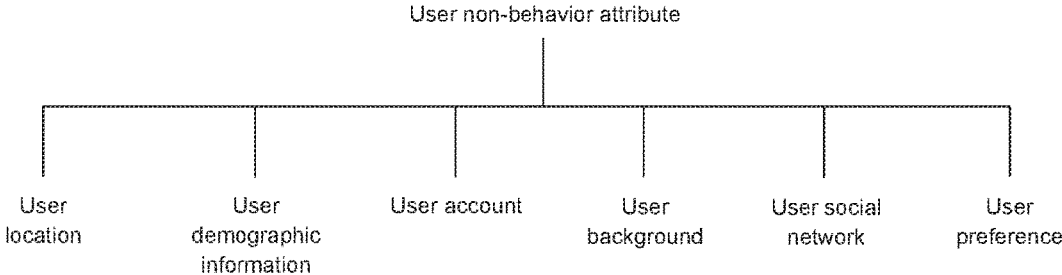 User non-behavior attribute
User
location
User
demographic
information
User account
User
background
User social
network
User
preference